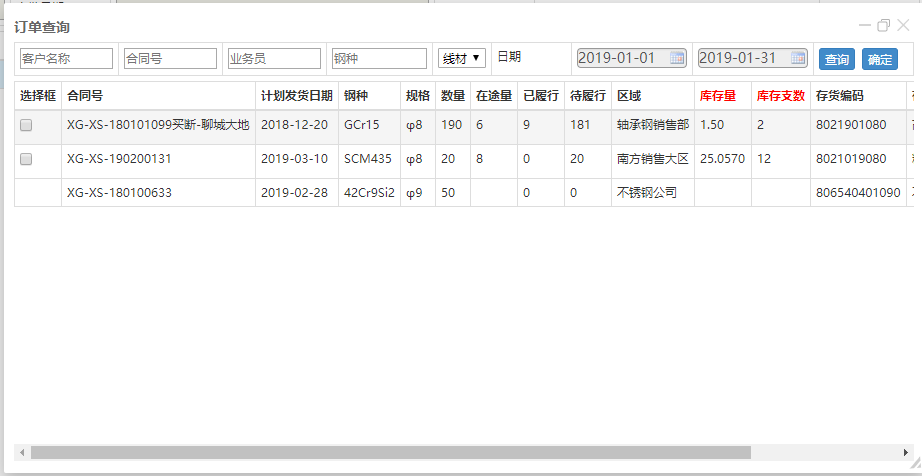 订单查询
客户名称 合同号 业务员 钢种 线材 日期 2019-01-01 2019-01-31 查询 确定
选择框 合同号 计划发货日期 钢种 规格 数量 在途量 已履行 待履行 区域 库存量 库存支数 存货编码
XG-XS-180101099买断-聊城大地 2018-12-20 GCr15 φ8 190 6 9 181 轴承钢销售部 1.50 2 8021901080
XG-XS-190200131 2019-03-10 SCM435 φ8 20 8 0 20 南方销售大区 25.0570 12 8021019080
XG-XS-180100633 2019-02-28 42Cr9Si2 φ9 50 0 0 不锈钢公司 806540401090